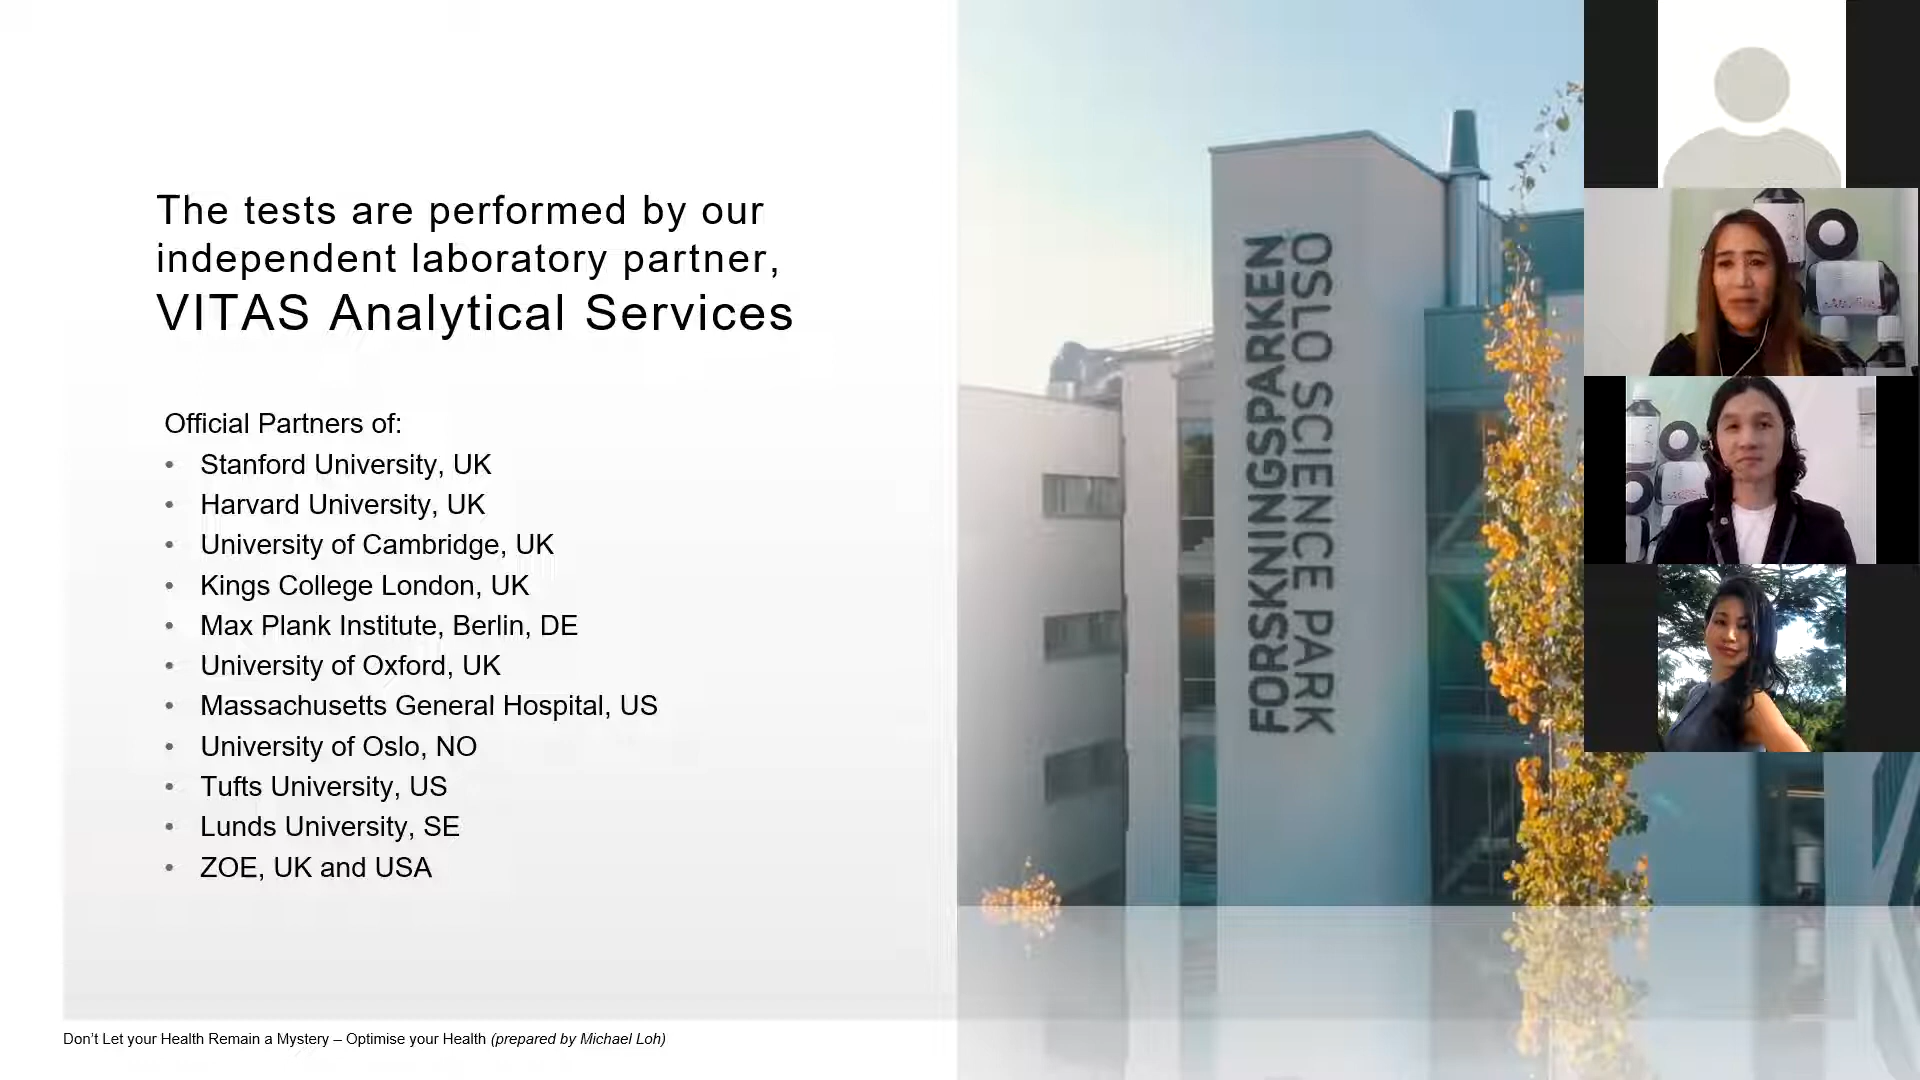 The tests are performed by our
independent laboratory partner,
VITAS Analytical Services
Official Partners of:
• Stanford University, UK
• Harvard University, UK
• University of Cambridge, UK
• Kings College London, UK
• Max Plank Institute, Berlin, DE
• University of Oxford, UK
• Massachusetts General Hospital, US
• University of Oslo, NO
• Tufts University, US
• Lunds University, SE
• ZOE, UK and USA
Don’t Let your Health Remain a Mystery – Optimise your Health (prepared by Michael Loh)
FORSKNINGSPARKEN
OSLO SCIENCE PARK